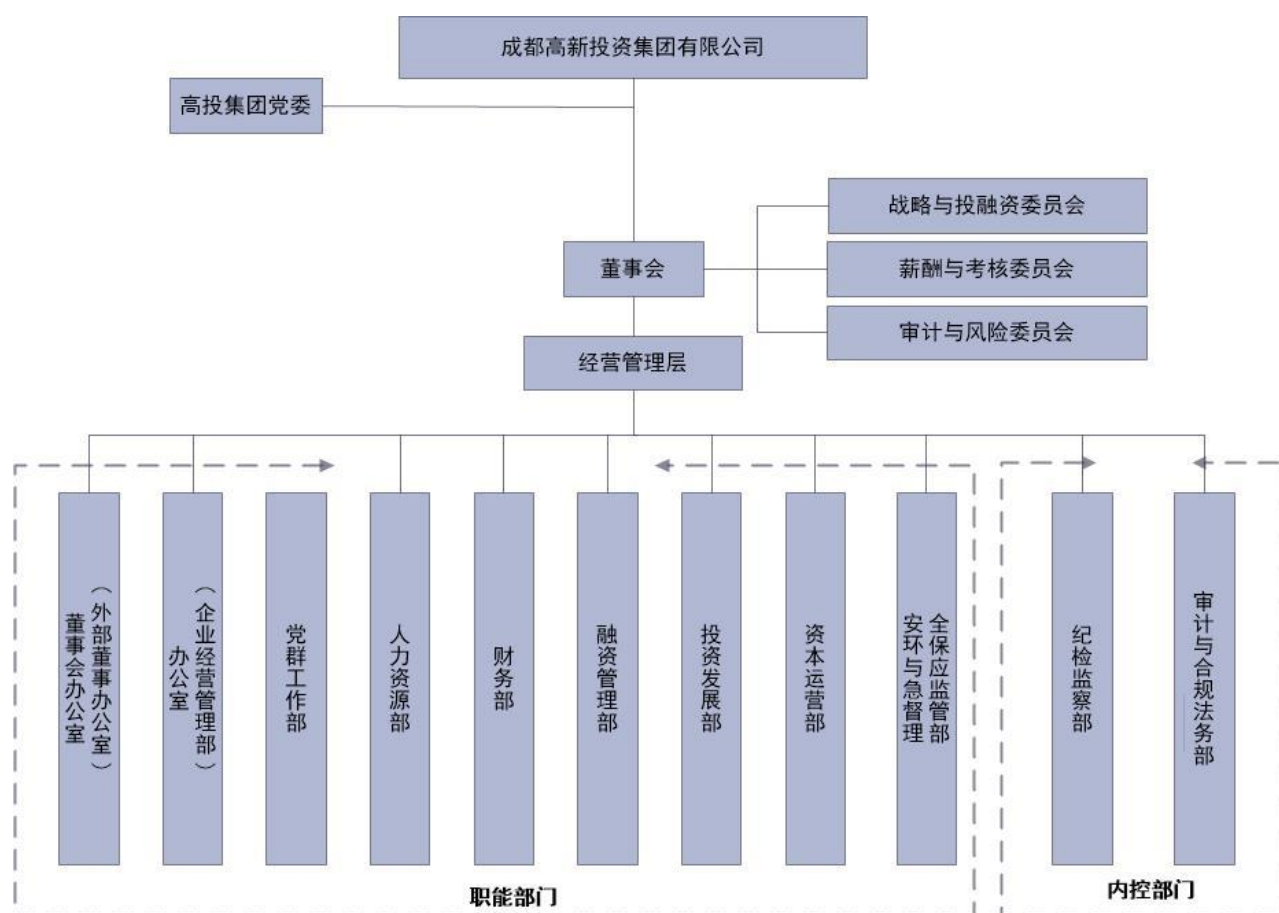 成都高新投资集团有限公司
高投集团党委
战略与投融资委员会
董事会
薪酬与考核委员会
审计与风险委员会
经营管理层
董事会办公室
（外部董事办公室）
办公室
（企业经营管理部）
党群工作部
人力资源部
财务部
融资管理部
投资发展部
资本运营部
安环与急督理
全保应监管部
纪检监察部
审计与合规法务部
职能部门
内控部门